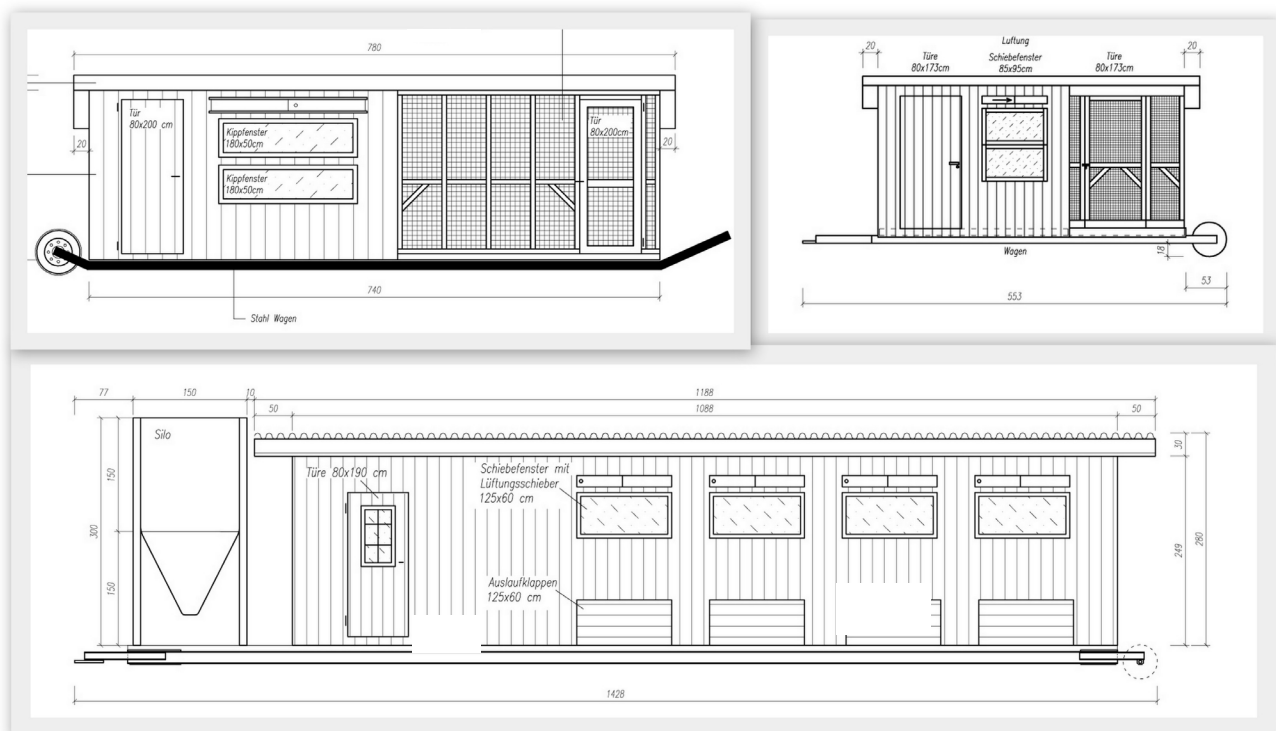 780
Tür
80x200 cm
Kippfenster
180x50cm
Kippfenster
180x50cm
Tür
80x200cm
20
20
740
Stahl Wagen
20
Türe
80x173cm
Lüftung
Schiebefenster
85x95cm
Türe
80x173cm
20
Wagen
18
53
553
77
150
10
1188
50
1088
50
Silo
Türe 80x190 cm
Schiebefenster mit
Lüftungsschieber
125x60 cm
Auslaufklappen
125x60 cm
150
300
150
30
249
280
1428